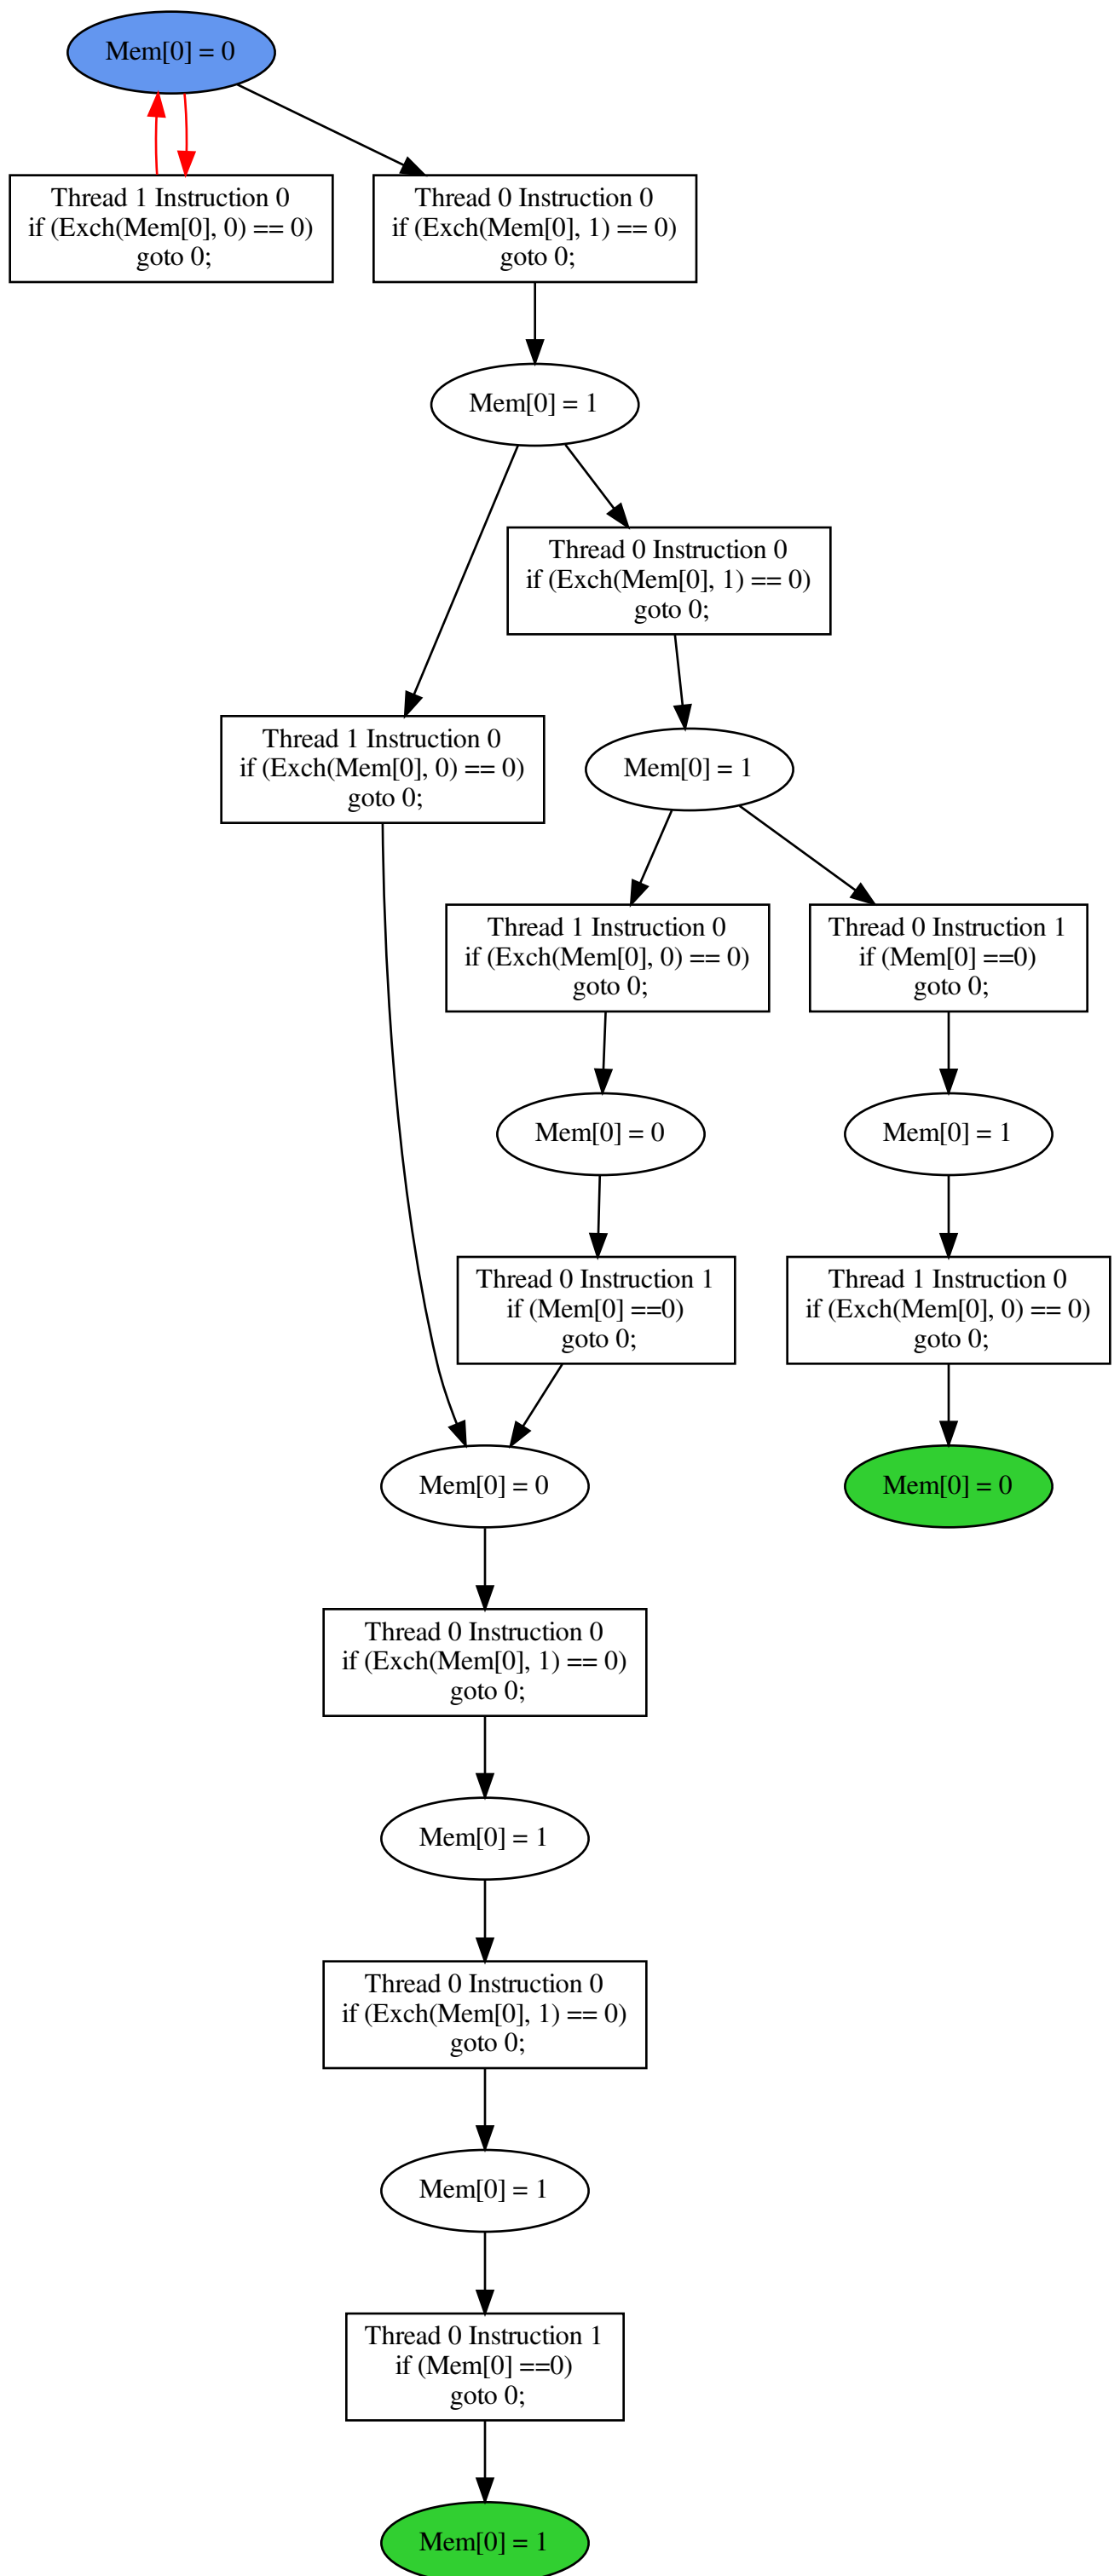 Mem[0] = 0
Thread 1 Instruction 0
if (Exch(Mem[0], 0) == 0)
goto 0;
Thread 0 Instruction 0
if (Exch(Mem[0], 1) == 0)
goto 0;
Mem[0] = 1
Thread 0 Instruction 0
if (Exch(Mem[0], 1) == 0)
goto 0;
Thread 1 Instruction 0
if (Exch(Mem[0], 0) == 0)
goto 0;
Mem[0] = 1
Thread 1 Instruction 0
if (Exch(Mem[0], 0) == 0)
goto 0;
Thread 0 Instruction 1
if (Mem[0] ==0)
goto 0;
Mem[0] = 0
Mem[0] = 1
Thread 0 Instruction 1
if (Mem[0] ==0)
goto 0;
Thread 1 Instruction 0
if (Exch(Mem[0], 0) == 0)
goto 0;
Mem[0] = 0
Mem[0] = 0
Thread 0 Instruction 0
if (Exch(Mem[0], 1) == 0)
goto 0;
Mem[0] = 1
Thread 0 Instruction 0
if (Exch(Mem[0], 1) == 0)
goto 0;
Mem[0] = 1
Thread 0 Instruction 1
if (Mem[0] ==0)
goto 0;
Mem[0] = 1